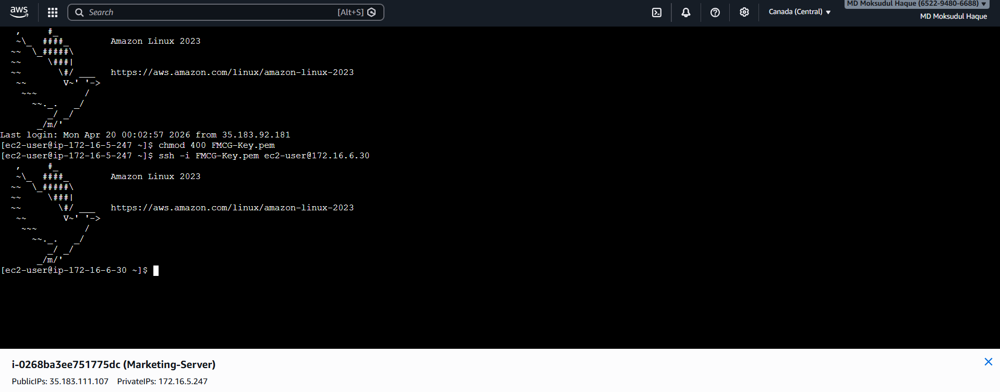 aws
Search [Alt+S]
Canada (Central)
MD Moksudul Haque (6522-9480-6688)
MD Moksudul Haque
   ,     #_
   ~\_  ####_        Amazon Linux 2023
  ~~  \_#####\
  ~~     \###|
  ~~       \#/ ___   https://aws.amazon.com/linux/amazon-linux-2023
   ~~       V~' '->
    ~~~         /
      ~~._.   _/
         _/ _/
       _/m/'
Last login: Mon Apr 20 00:02:57 2026 from 35.183.92.181
[ec2-user@ip-172-16-5-247 ~]$ chmod 400 FMCG-Key.pem
[ec2-user@ip-172-16-5-247 ~]$ ssh -i FMCG-Key.pem ec2-user@172.16.6.30
   ,     #_
   ~\_  ####_        Amazon Linux 2023
  ~~  \_#####\
  ~~     \###|
  ~~       \#/ ___   https://aws.amazon.com/linux/amazon-linux-2023
   ~~       V~' '->
    ~~~         /
      ~~._.   _/
         _/ _/
       _/m/'
[ec2-user@ip-172-16-6-30 ~]$
i-0268ba3ee751775dc (Marketing-Server)
PublicIPs: 35.183.111.107 PrivateIPs: 172.16.5.247